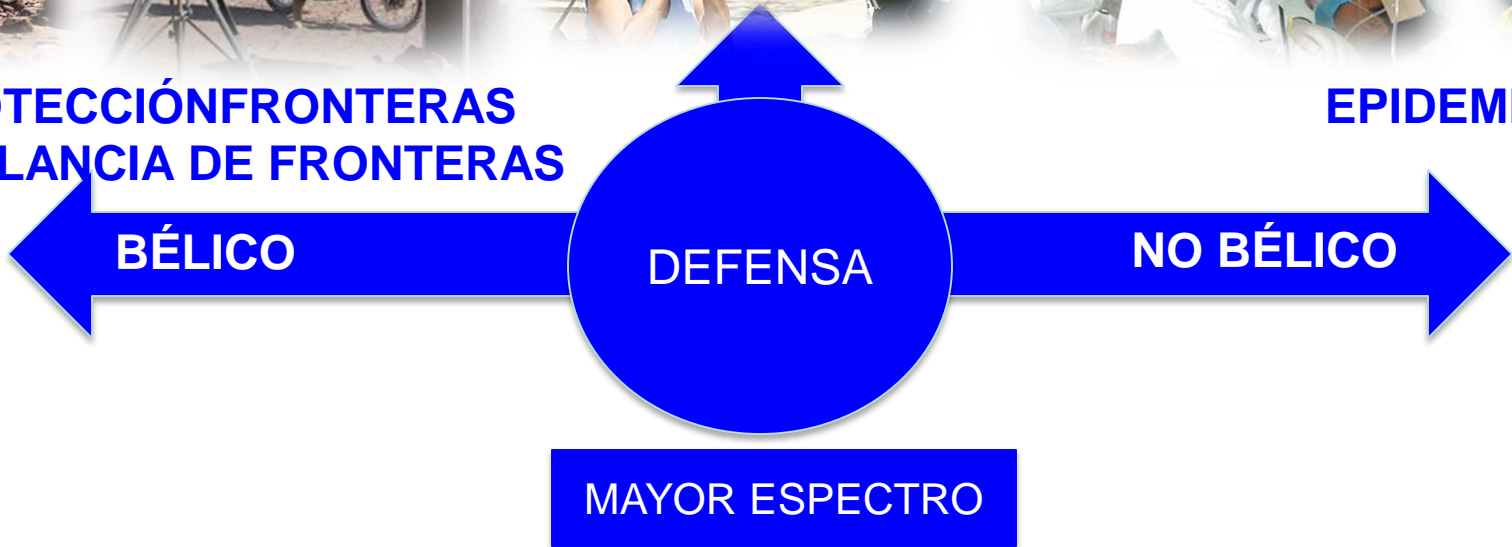 OTECCIÓNFRONTERAS
LANCIA DE FRONTERAS
EPIDEM
BÉLICO
DEFENSA
NO BÉLICO
MAYOR ESPECTRO